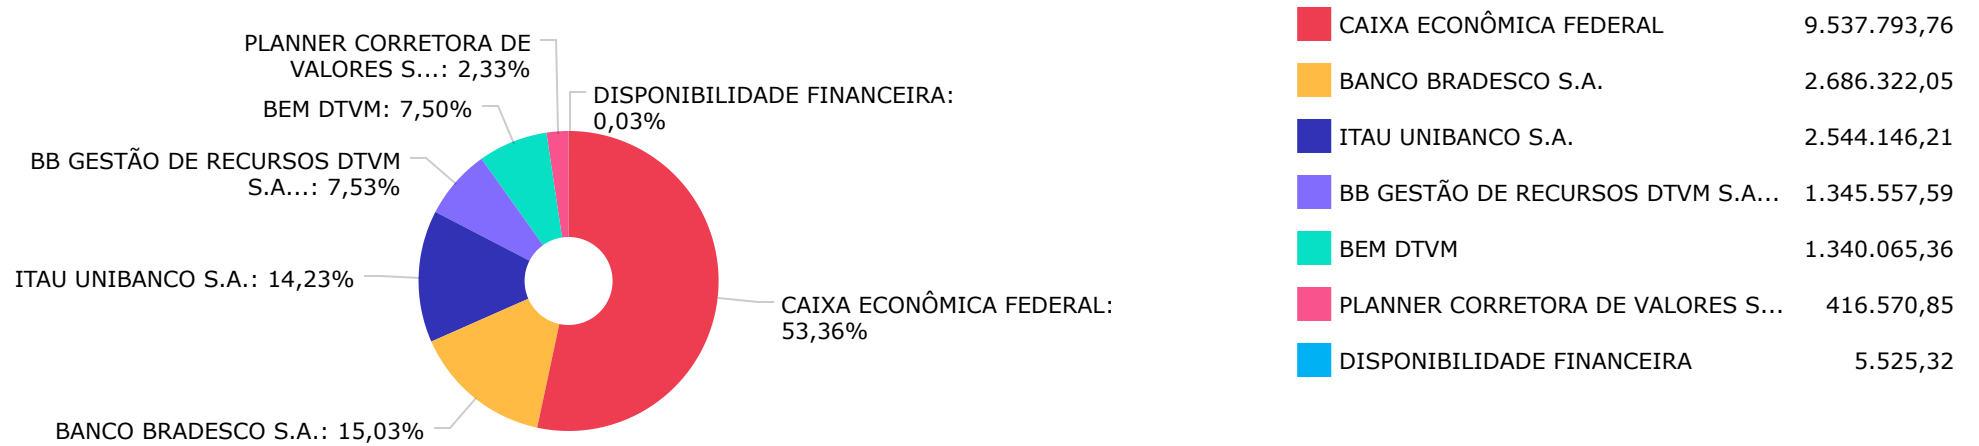 PLANNER CORRETORA DE
VALORES S...: 2,33%
DISPONIBILIDADE FINANCEIRA:
0,03%
BEM DTVM: 7,50%
BB GESTÃO DE RECURSOS DTVM
S.A...: 7,53%
ITAU UNIBANCO S.A.: 14,23%
CAIXA ECONÔMICA FEDERAL:
53,36%
BANCO BRADESCO S.A.: 15,03%
CAIXA ECONÔMICA FEDERAL 9.537.793,76
BANCO BRADESCO S.A. 2.686.322,05
ITAU UNIBANCO S.A. 2.544.146,21
BB GESTÃO DE RECURSOS DTVM S.A... 1.345.557,59
BEM DTVM 1.340.065,36
PLANNER CORRETORA DE VALORES S... 416.570,85
DISPONIBILIDADE FINANCEIRA 5.525,32